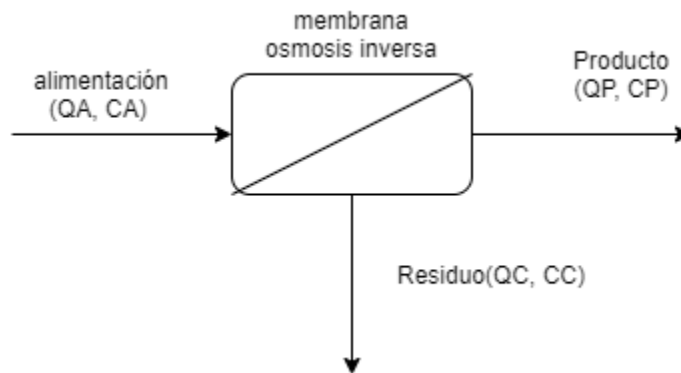 membrana
osmosis inversa
alimentación
(QA, CA)
Producto
(QP, CP)
Residuo(QC, CC)